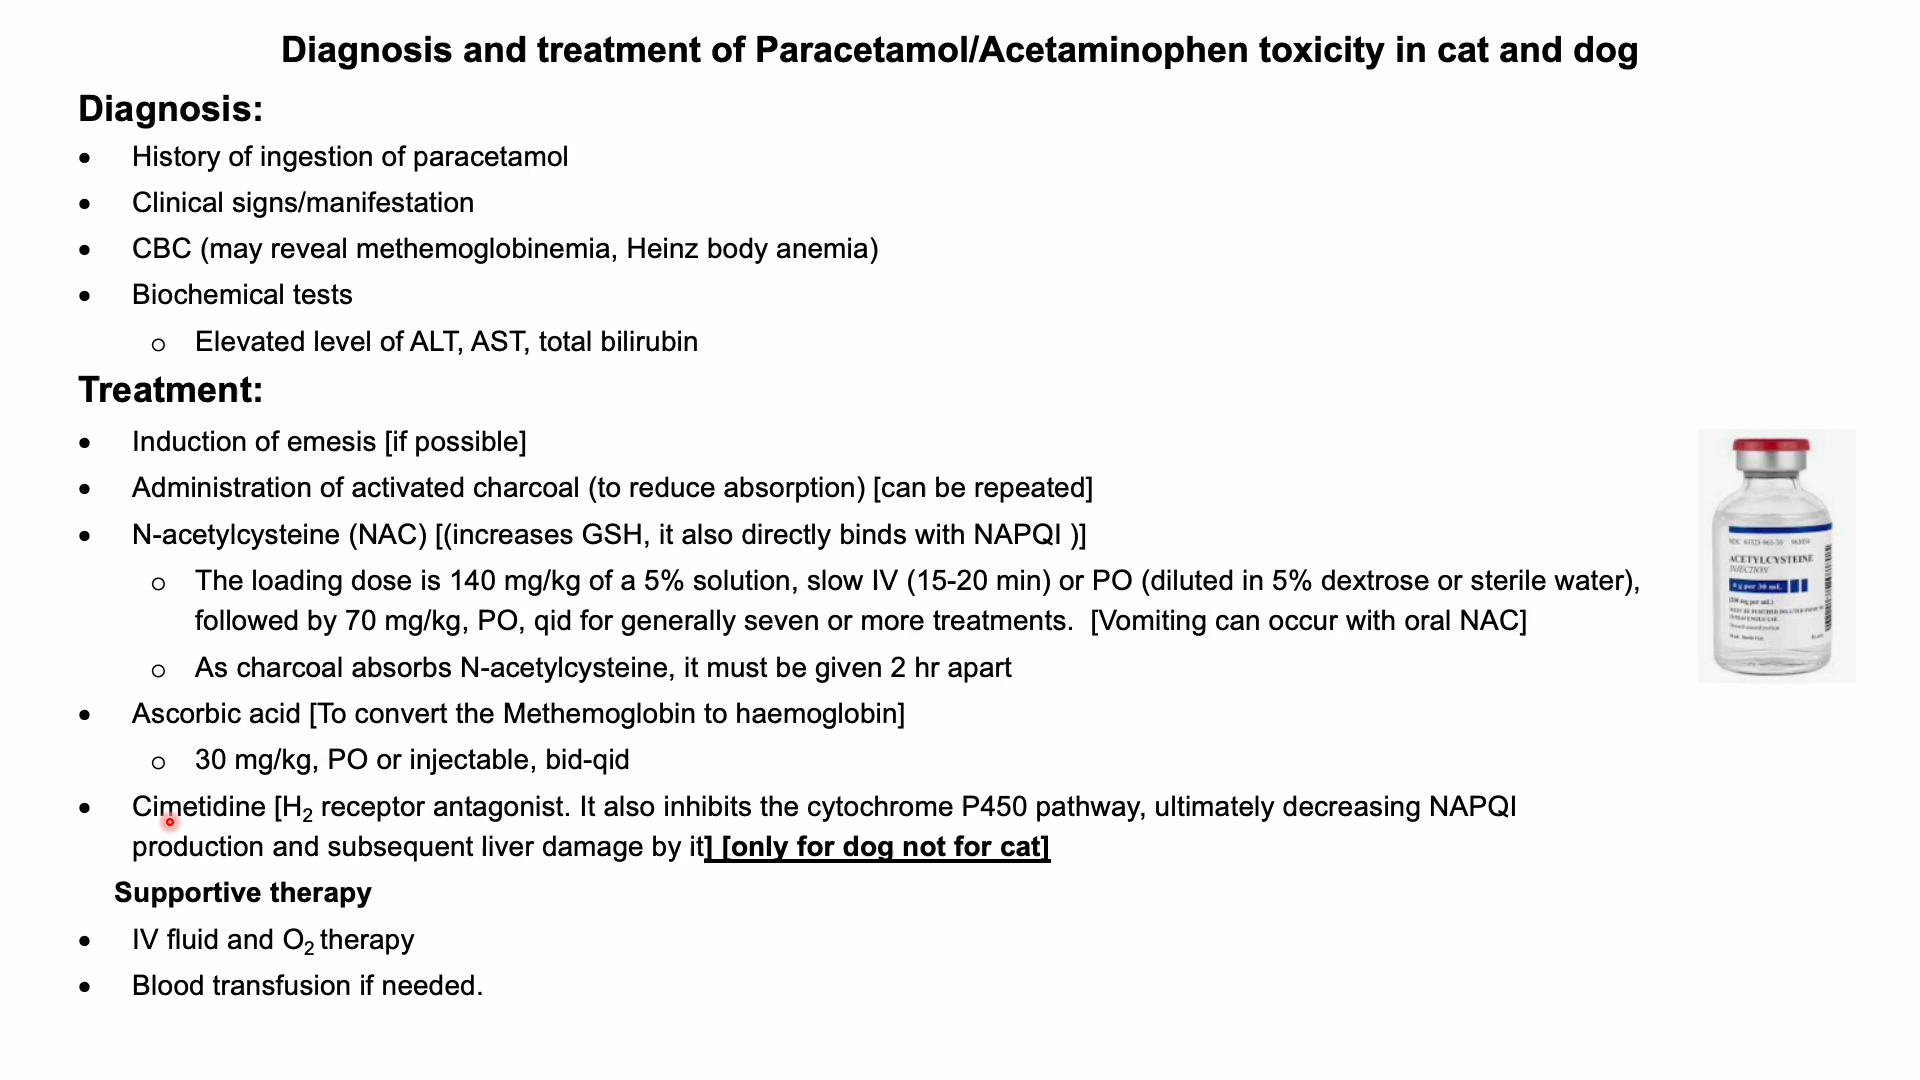 Diagnosis and treatment of Paracetamol/Acetaminophen toxicity in cat and dog
Diagnosis:
• History of ingestion of paracetamol
• Clinical signs/manifestation
• CBC (may reveal methemoglobinemia, Heinz body anemia)
• Biochemical tests
o Elevated level of ALT, AST, total bilirubin
Treatment:
• Induction of emesis [if possible]
• Administration of activated charcoal (to reduce absorption) [can be repeated]
• N-acetylcysteine (NAC) [(increases GSH, it also directly binds with NAPQI )]
o The loading dose is 140 mg/kg of a 5% solution, slow IV (15-20 min) or PO (diluted in 5% dextrose or sterile water),
followed by 70 mg/kg, PO, qid for generally seven or more treatments. [Vomiting can occur with oral NAC]
o As charcoal absorbs N-acetylcysteine, it must be given 2 hr apart
• Ascorbic acid [To convert the Methemoglobin to haemoglobin]
o 30 mg/kg, PO or injectable, bid-qid
• Cimetidine [H₂ receptor antagonist. It also inhibits the cytochrome P450 pathway, ultimately decreasing NAPQI
production and subsequent liver damage by it] [only for dog not for cat]
Supportive therapy
• IV fluid and O₂ therapy
• Blood transfusion if needed.
ACETYLCYSTEINE
INJECTION
6 g per 30 mL